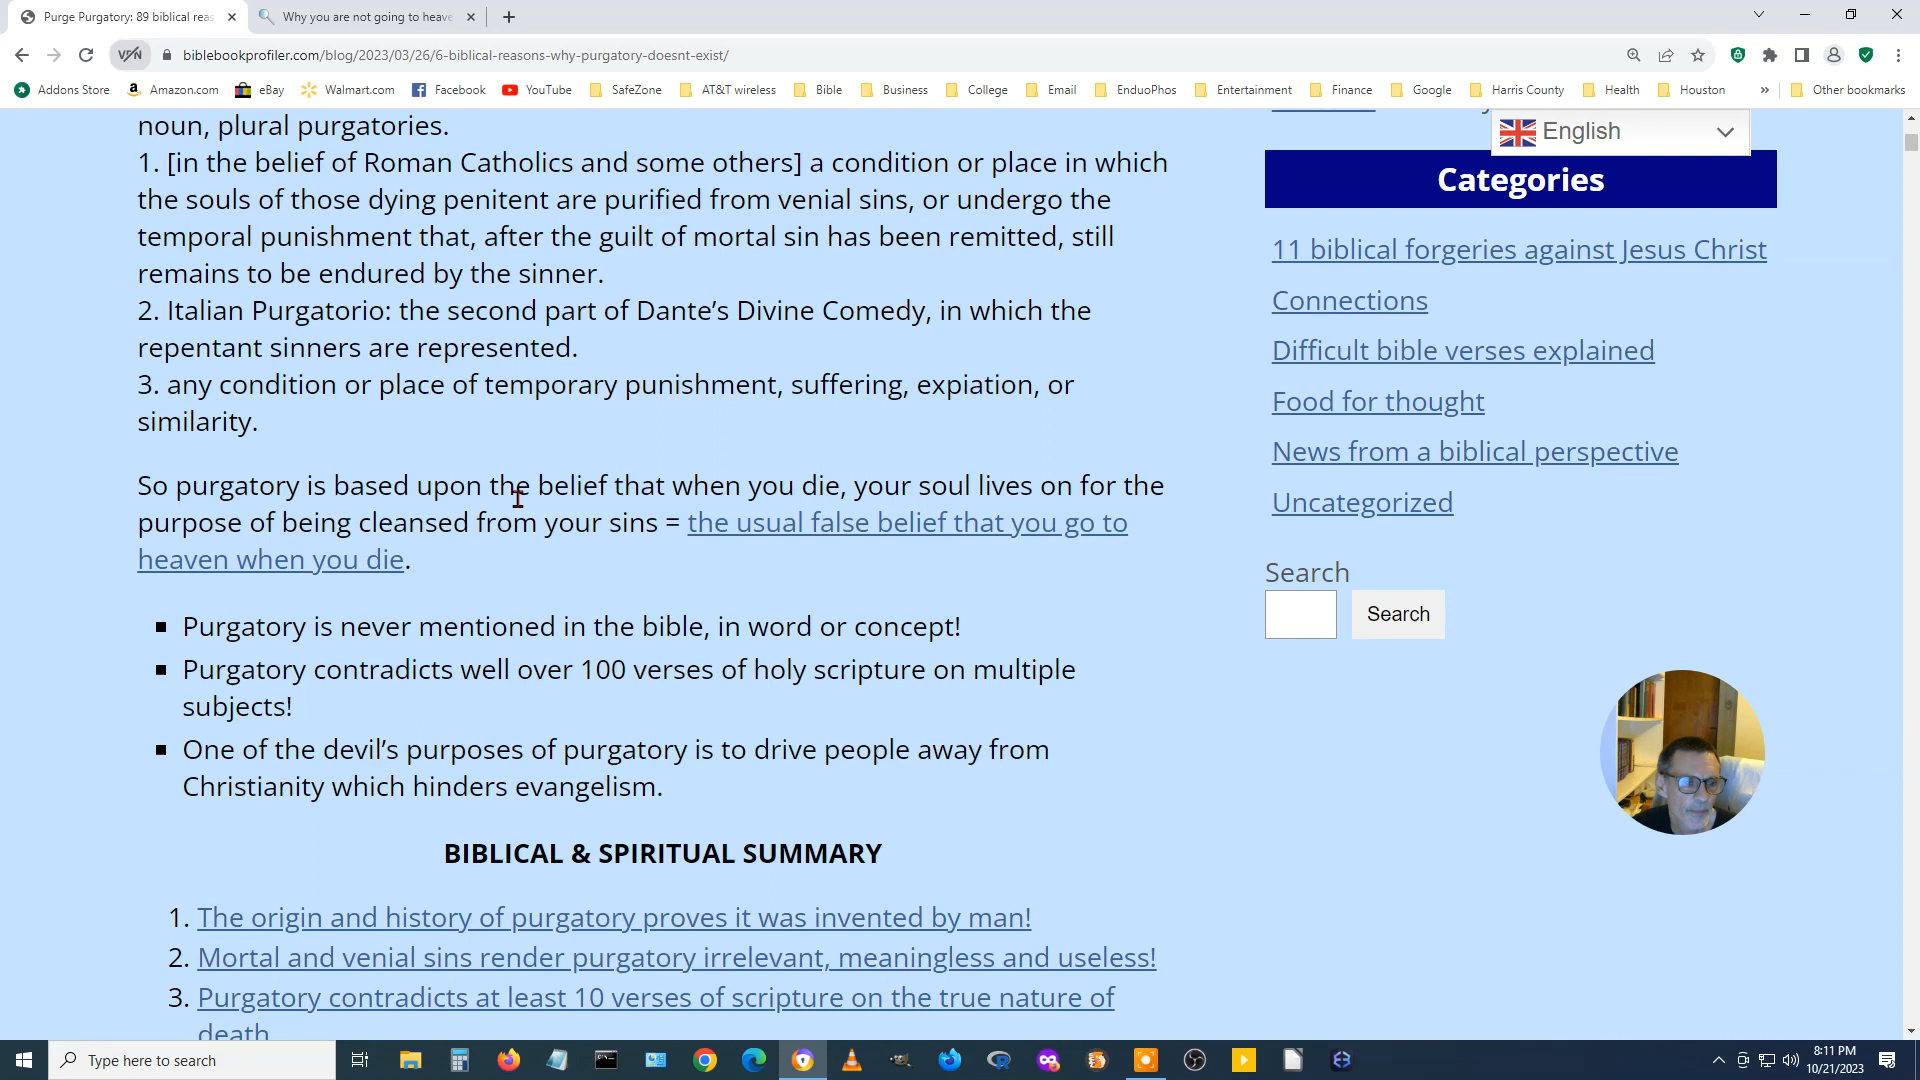 Purge Purgatory: 89 biblical reas
Why you are not going to heave
biblebookprofiler.com/blog/2023/03/26/6-biblical-reasons-why-purgatory-doesnt-exist/
Addons Store Amazon.com eBay Walmart.com Facebook YouTube SafeZone AT&T wireless Bible Business College Email EnduoPhos Entertainment Finance Google Harris County Health Houston » Other bookmarks
noun, plural purgatories.
1. [in the belief of Roman Catholics and some others] a condition or place in which
the souls of those dying penitent are purified from venial sins, or undergo the
temporal punishment that, after the guilt of mortal sin has been remitted, still
remains to be endured by the sinner.
2. Italian Purgatorio: the second part of Dante’s Divine Comedy, in which the
repentant sinners are represented.
3. any condition or place of temporary punishment, suffering, expiation, or
similarity.
So purgatory is based upon the belief that when you die, your soul lives on for the
purpose of being cleansed from your sins = the usual false belief that you go to
heaven when you die.
▪ Purgatory is never mentioned in the bible, in word or concept!
▪ Purgatory contradicts well over 100 verses of holy scripture on multiple
subjects!
▪ One of the devil’s purposes of purgatory is to drive people away from
Christianity which hinders evangelism.
BIBLICAL & SPIRITUAL SUMMARY
1. The origin and history of purgatory proves it was invented by man!
2. Mortal and venial sins render purgatory irrelevant, meaningless and useless!
3. Purgatory contradicts at least 10 verses of scripture on the true nature of
death
English
Categories
11 biblical forgeries against Jesus Christ
Connections
Difficult bible verses explained
Food for thought
News from a biblical perspective
Uncategorized
Search
Search
Type here to search
8:11 PM
10/21/2023